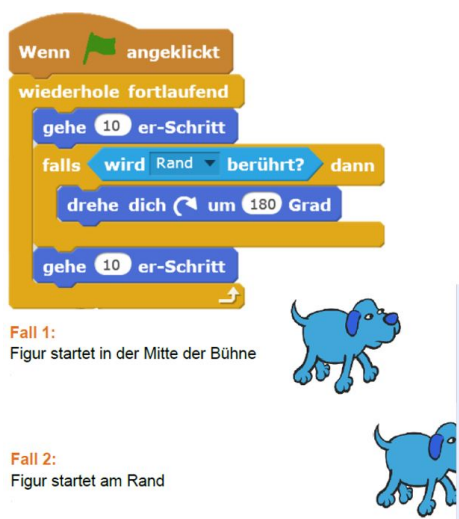 Wenn angeklickt
wiederhole fortlaufend
gehe 10 er-Schritt
falls wird Rand berührt? dann
drehe dich um 180 Grad
gehe 10 er-Schritt
Fall 1:
Figur startet in der Mitte der Bühne
Fall 2:
Figur startet am Rand